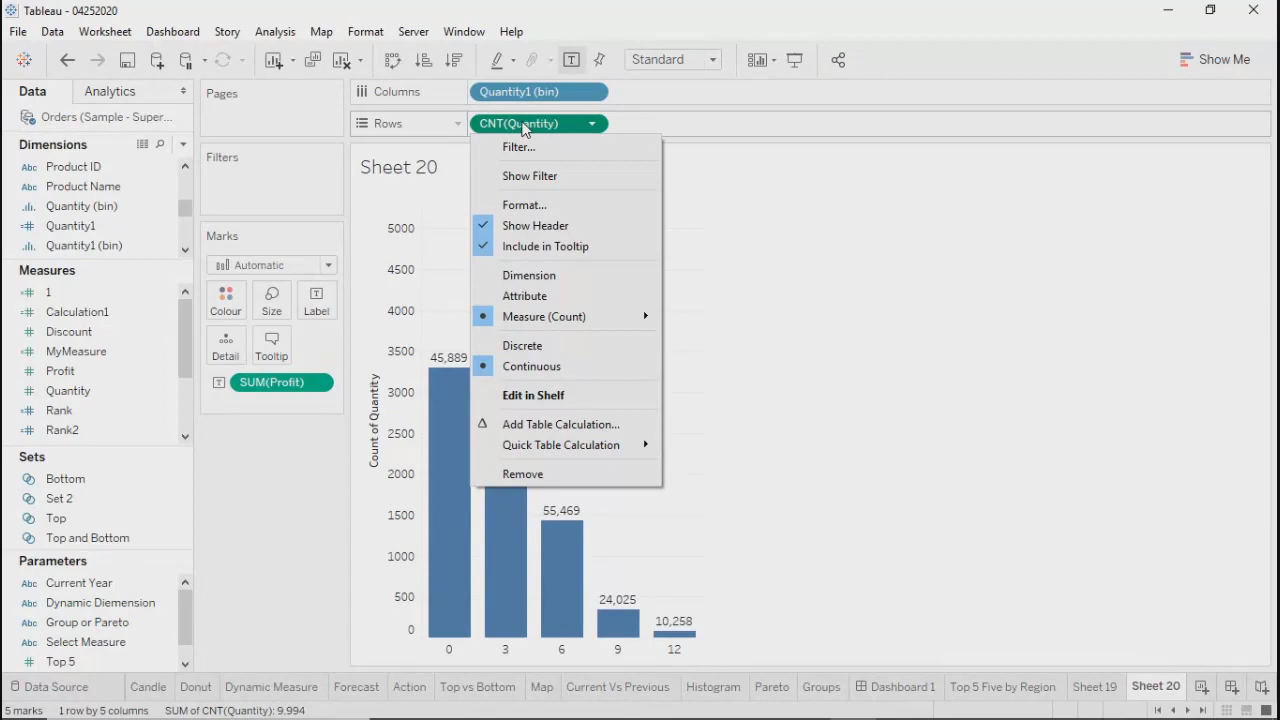 Tableau - 04252020
File Data Worksheet Dashboard Story Analysis Map Format Server Window Help
Standard
Show Me
Data
Analytics
Orders (Sample - Super...
Dimensions
Abc Product ID
Abc Product Name
Quantity (bin)
Quantity1
Quantity1 (bin)
Measures
1
Calculation1
Discount
MyMeasure
Profit
Quantity
Rank
Rank2
Sets
Bottom
Set 2
Top
Top and Bottom
Parameters
Abc Current Year
Abc Dynamic Diemension
Abc Group or Pareto
Abc Select Measure
# Top 5
Pages
Filters
Marks
Automatic
Colour
Size
Label
Detail
Tooltip
SUM(Profit)
Columns
Quantity1 (bin)
Rows
CNT(Quantity)
Sheet 20
Filter...
Show Filter
Format...
Show Header
Include in Tooltip
Dimension
Attribute
Measure (Count)
Discrete
Continuous
Edit in Shelf
Add Table Calculation...
Quick Table Calculation
Remove
Count of Quantity
5000
4500
4000
3500
3000
2500
2000
1500
1000
500
0
45,889
55,469
24,025
10,258
0 3 6 9 12
Data Source Candle Donut Dynamic Measure Forecast Action Top vs Bottom Map Current Vs Previous Histogram Pareto Groups Dashboard 1 Top 5 Five by Region Sheet 19 Sheet 20
5 marks 1 row by 5 columns SUM of CNT(Quantity): 9,994